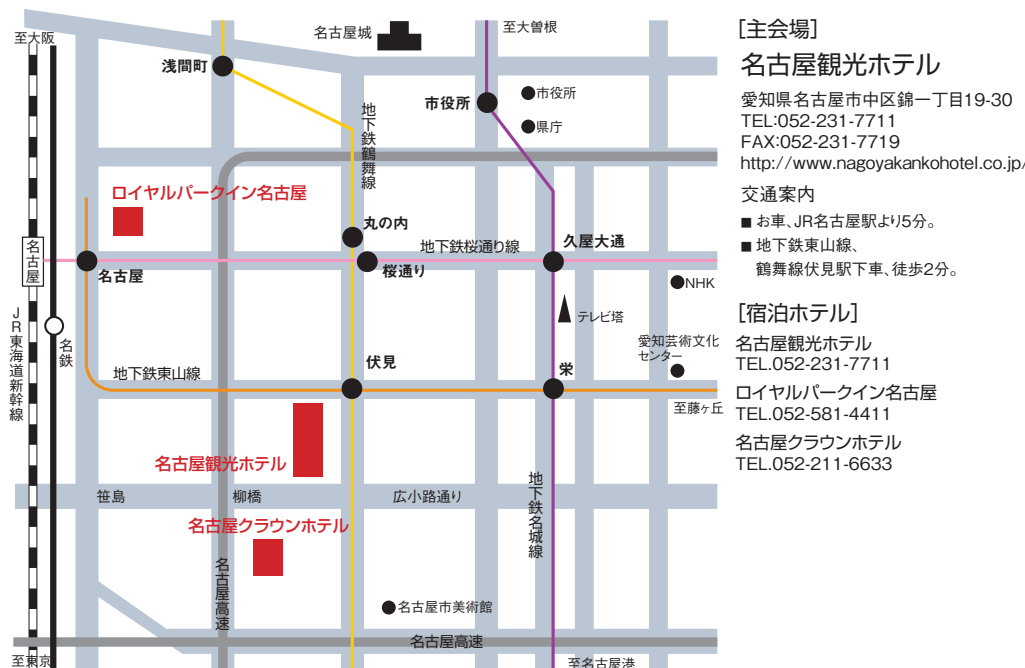 至大阪
名古屋城
至大曽根
浅間町
市役所
市役所
県庁
地下鉄鶴舞線
ロイヤルパークイン名古屋
丸の内
地下鉄桜通り線
久屋大通
名古屋
名古屋
桜通り
NHK
テレビ塔
JR東海道新幹線
名鉄
愛知芸術文化
センター
伏見
栄
地下鉄東山線
至藤ヶ丘
名古屋観光ホテル
笹島
柳橋
広小路通り
地下鉄名城線
名古屋クラウンホテル
名古屋高速
名古屋市美術館
名古屋高速
至東京
至名古屋港
[主会場]
名古屋観光ホテル
愛知県名古屋市中区錦一丁目19-30
TEL:052-231-7711
FAX:052-231-7719
http://www.nagoyakankohotel.co.jp/
交通案内
■ お車、JR名古屋駅より5分。
■ 地下鉄東山線、
鶴舞線伏見駅下車、徒歩2分。
[宿泊ホテル]
名古屋観光ホテル
TEL.052-231-7711
ロイヤルパークイン名古屋
TEL.052-581-4411
名古屋クラウンホテル
TEL.052-211-6633